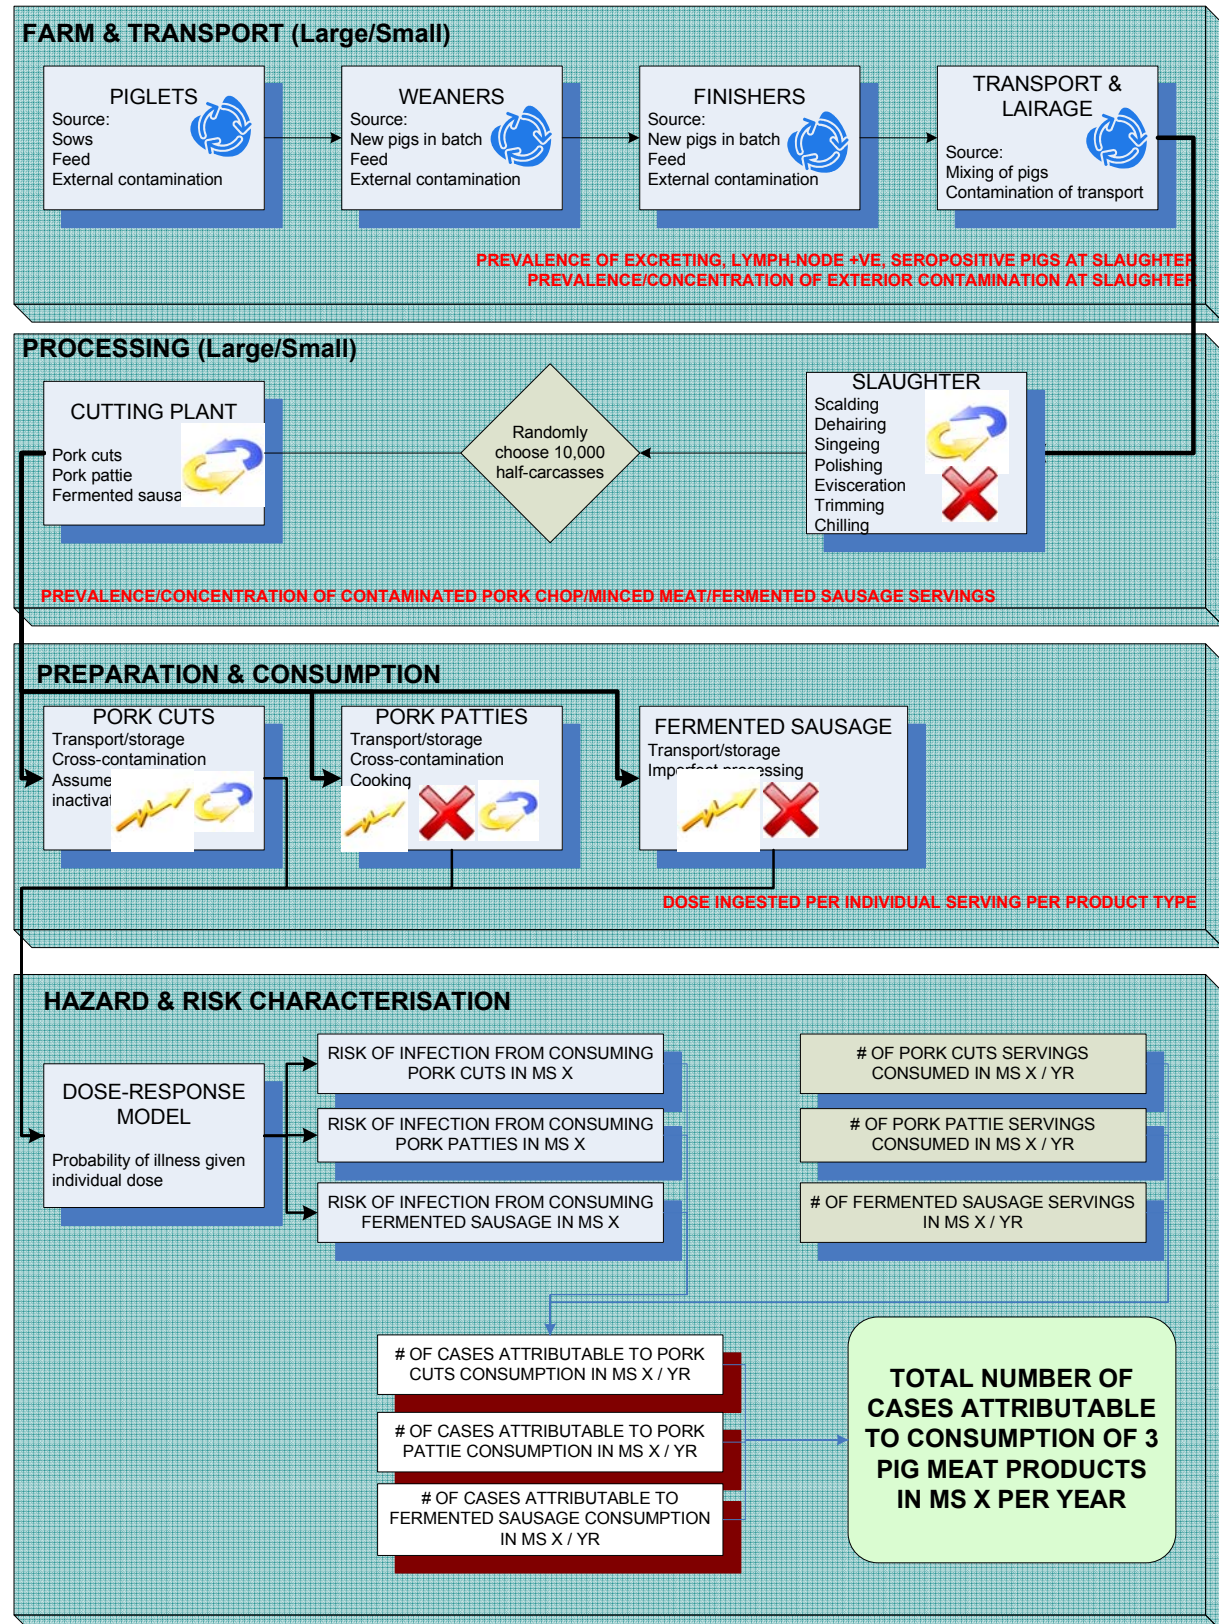 FARM & TRANSPORT (Large/Small)
PIGLETS
Source:
Sows
Feed
External contamination
WEANERS
Source:
New pigs in batch
Feed
External contamination
FINISHERS
Source:
New pigs in batch
Feed
External contamination
TRANSPORT &
LAIRAGE
Source:
Mixing of pigs
Contamination of transport
PREVALENCE OF EXCRETING, LYMPH-NODE +VE, SEROPOSITIVE PIGS AT SLAUGHTER
PREVALENCE/CONCENTRATION OF EXTERIOR CONTAMINATION AT SLAUGHTER
PROCESSING (Large/Small)
CUTTING PLANT
Pork cuts
Pork pattie
Fermented sausa
Randomly
choose 10,000
half-carcasses
SLAUGHTER
Scalding
Dehairing
Singeing
Polishing
Evisceration
Trimming
Chilling
PREVALENCE/CONCENTRATION OF CONTAMINATED PORK CHOP/MINCED MEAT/FERMENTED SAUSAGE SERVINGS
PREPARATION & CONSUMPTION
PORK CUTS
Transport/storage
Cross-contamination
Assume
inactivat
PORK PATTIES
Transport/storage
Cross-contamination
Cooking
FERMENTED SAUSAGE
Transport/storage
Imperfect processing
DOSE INGESTED PER INDIVIDUAL SERVING PER PRODUCT TYPE
HAZARD & RISK CHARACTERISATION
DOSE-RESPONSE
MODEL
Probability of illness given
individual dose
RISK OF INFECTION FROM CONSUMING
PORK CUTS IN MS X
RISK OF INFECTION FROM CONSUMING
PORK PATTIES IN MS X
RISK OF INFECTION FROM CONSUMING
FERMENTED SAUSAGE IN MS X
# OF PORK CUTS SERVINGS
CONSUMED IN MS X / YR
# OF PORK PATTIE SERVINGS
CONSUMED IN MS X / YR
# OF FERMENTED SAUSAGE SERVINGS
IN MS X / YR
# OF CASES ATTRIBUTABLE TO PORK
CUTS CONSUMPTION IN MS X / YR
# OF CASES ATTRIBUTABLE TO PORK
PATTIE CONSUMPTION IN MS X / YR
# OF CASES ATTRIBUTABLE TO
FERMENTED SAUSAGE CONSUMPTION
IN MS X / YR
TOTAL NUMBER OF
CASES ATTRIBUTABLE
TO CONSUMPTION OF 3
PIG MEAT PRODUCTS
IN MS X PER YEAR